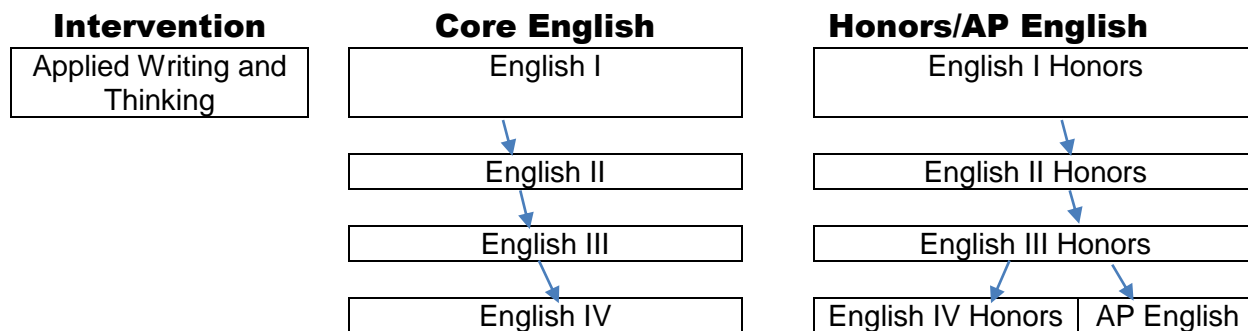 Intervention
Applied Writing and
Thinking
Core English
English I
English II
English III
English IV
Honors/AP English
English I Honors
English II Honors
English III Honors
English IV Honors
AP English